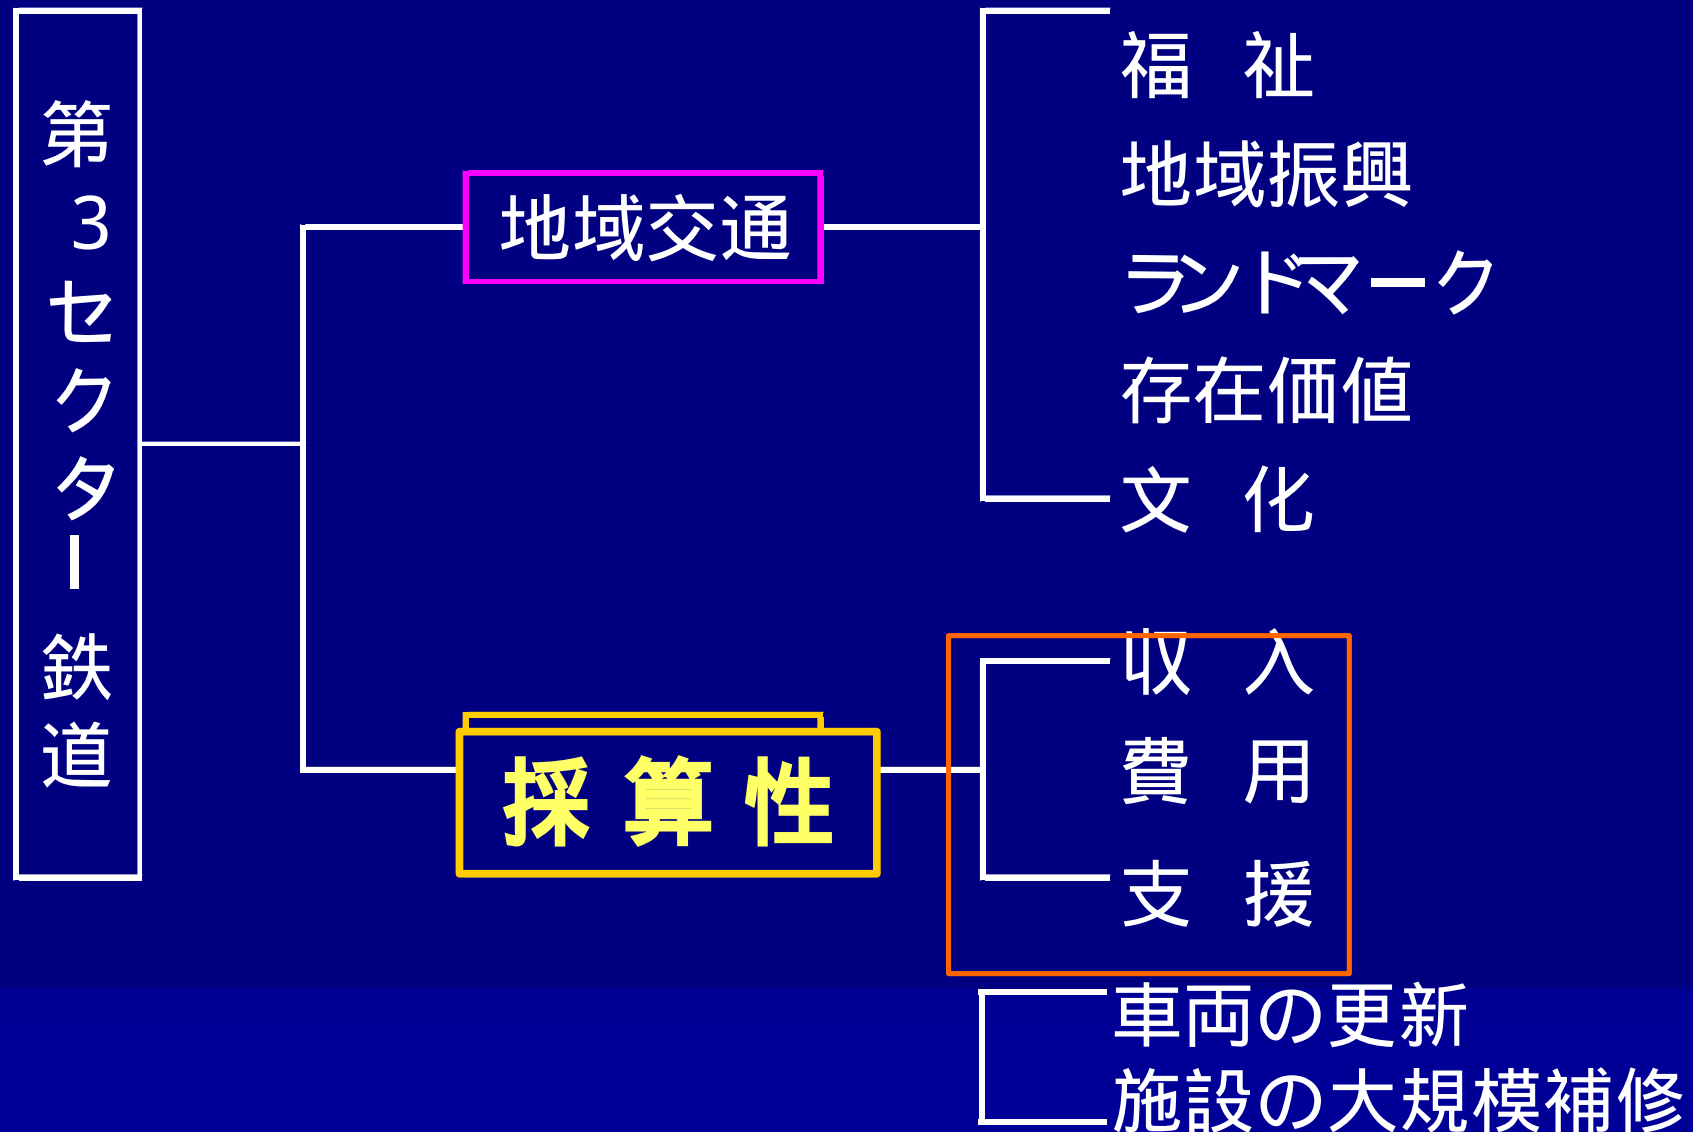 第３セクター鉄道
地域交通
福　祉
地域振興
ランドマーク
存在価値
文　化
採 算 性
収　入
費　用
支　援
車両の更新
施設の大規模補修